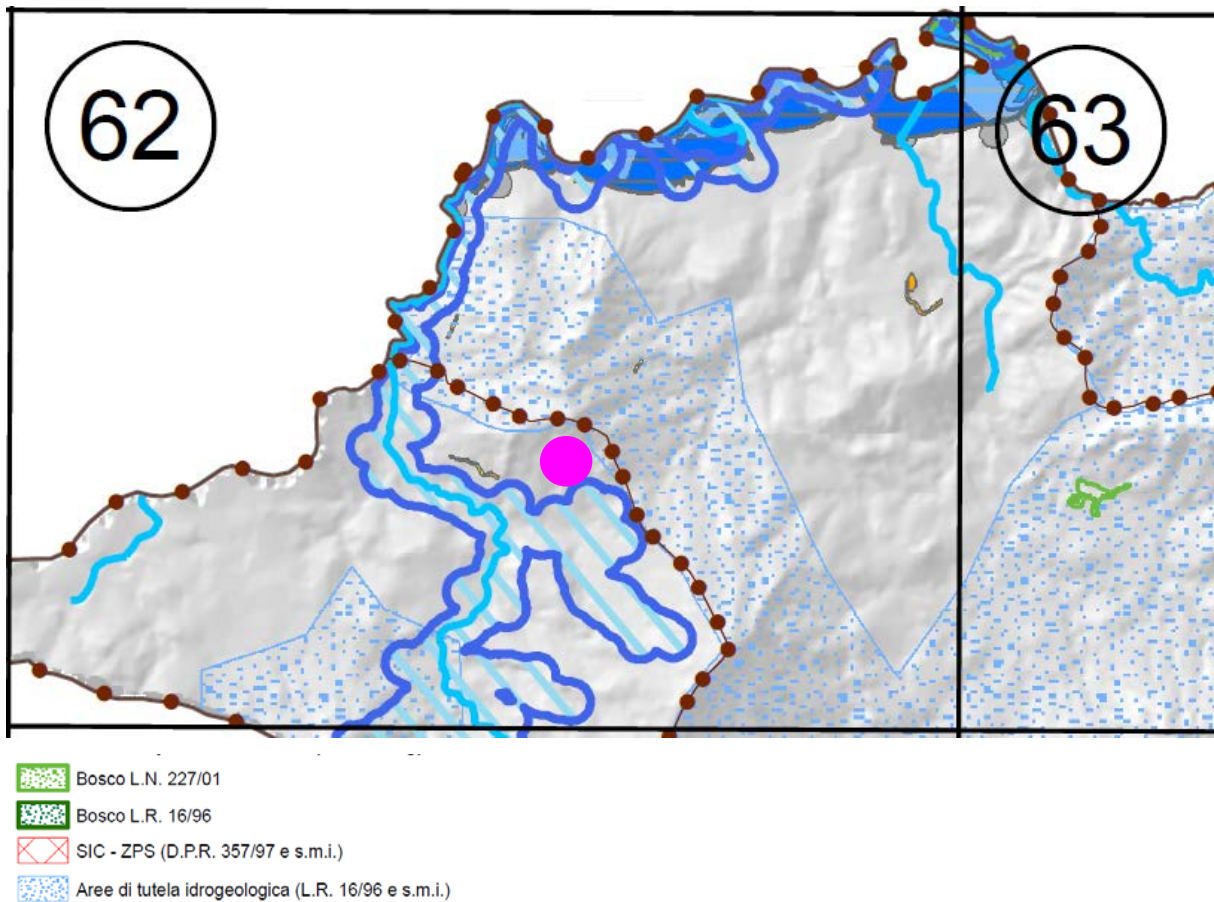 62
63
Bosco L.N. 227/01
Bosco L.R. 16/96
SIC - ZPS (D.P.R. 357/97 e s.m.i.)
Aree di tutela idrogeologica (L.R. 16/96 e s.m.i.)